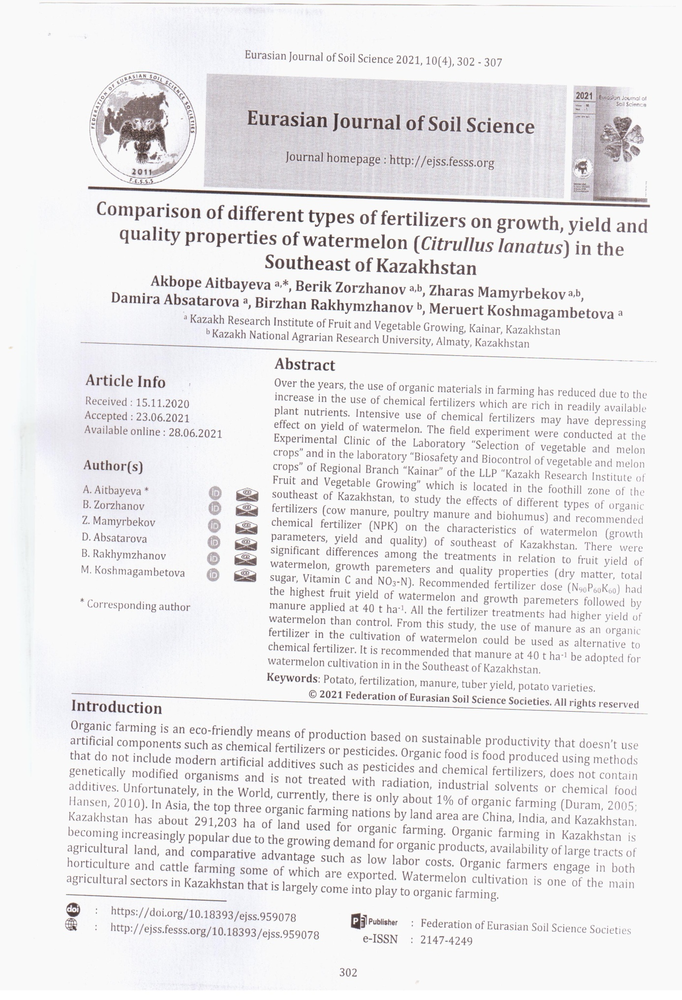 Eurasian Journal of Soil Science 2021, 10(4), 302 - 307
FEDERATION OF EURASIAN SOIL SCIENCE SOCIETIES
2011
F.E.S.S.S
Eurasian Journal of Soil Science
Journal homepage : http://ejss.fesss.org
2021
Eurasian Journal of
Soil Science
Comparison of different types of fertilizers on growth, yield and
quality properties of watermelon (Citrullus lanatus) in the
Southeast of Kazakhstan
Akbope Aitbayeva a,*, Berik Zorzhanov a,b, Zharas Mamyrbekov a,b,
Damira Absatarova a, Birzhan Rakhymzhanov b, Meruert Koshmagambetova a
a Kazakh Research Institute of Fruit and Vegetable Growing, Kainar, Kazakhstan
b Kazakh National Agrarian Research University, Almaty, Kazakhstan
Article Info
Received : 15.11.2020
Accepted : 23.06.2021
Available online : 28.06.2021
Author(s)
A. Aitbayeva *
B. Zorzhanov
Z. Mamyrbekov
D. Absatarova
B. Rakhymzhanov
M. Koshmagambetova
* Corresponding author
Abstract
Over the years, the use of organic materials in farming has reduced due to the
increase in the use of chemical fertilizers which are rich in readily available
plant nutrients. Intensive use of chemical fertilizers may have depressing
effect on yield of watermelon. The field experiment were conducted at the
Experimental Clinic of the Laboratory “Selection of vegetable and melon
crops” and in the laboratory “Biosafety and Biocontrol of vegetable and melon
crops” of Regional Branch “Kainar” of the LLP “Kazakh Research Institute of
Fruit and Vegetable Growing” which is located in the foothill zone of the
southeast of Kazakhstan, to study the effects of different types of organic
fertilizers (cow manure, poultry manure and biohumus) and recommended
chemical fertilizer (NPK) on the characteristics of watermelon (growth
parameters, yield and quality) of southeast of Kazakhstan. There were
significant differences among the treatments in relation to fruit yield of
watermelon, growth paremeters and quality properties (dry matter, total
sugar, Vitamin C and NO₃-N). Recommended fertilizer dose (N₉₀P₆₀K₆₀) had
the highest fruit yield of watermelon and growth paremeters followed by
manure applied at 40 t ha⁻¹. All the fertilizer treatments had higher yield of
watermelon than control. From this study, the use of manure as an organic
fertilizer in the cultivation of watermelon could be used as alternative to
chemical fertilizer. It is recommended that manure at 40 t ha⁻¹ be adopted for
watermelon cultivation in in the Southeast of Kazakhstan.
Keywords: Potato, fertilization, manure, tuber yield, potato varieties.
© 2021 Federation of Eurasian Soil Science Societies. All rights reserved
Introduction
Organic farming is an eco-friendly means of production based on sustainable productivity that doesn’t use
artificial components such as chemical fertilizers or pesticides. Organic food is food produced using methods
that do not include modern artificial additives such as pesticides and chemical fertilizers, does not contain
genetically modified organisms and is not treated with radiation, industrial solvents or chemical food
additives. Unfortunately, in the World, currently, there is only about 1% of organic farming (Duram, 2005;
Hansen, 2010). In Asia, the top three organic farming nations by land area are China, India, and Kazakhstan.
Kazakhstan has about 291,203 ha of land used for organic farming. Organic farming in Kazakhstan is
becoming increasingly popular due to the growing demand for organic products, availability of large tracts of
agricultural land, and comparative advantage such as low labor costs. Organic farmers engage in both
horticulture and cattle farming some of which are exported. Watermelon cultivation is one of the main
agricultural sectors in Kazakhstan that is largely come into play to organic farming.
doi : https://doi.org/10.18393/ejss.959078
: http://ejss.fesss.org/10.18393/ejss.959078
Publisher : Federation of Eurasian Soil Science Societies
e-ISSN : 2147-4249
302